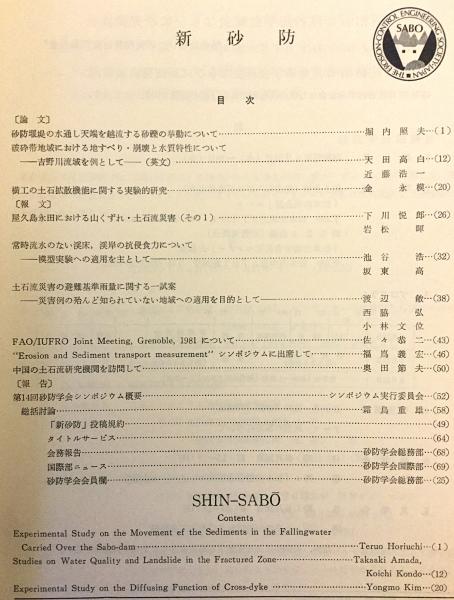 新砂防
THE EROSION-CONTROL ENGINEERING SOCIETY, JAPAN
SABO
目次
〔論文〕
砂防堰堤の水通し天端を越流する砂礫の挙動について 堀内照夫…(1)
破砕帯地域における地すべり・崩壊と水質特性について
——吉野川流域を例として——(英文) 天田高白…(12)
近藤浩一
横工の土石拡散機能に関する実験的研究 金永模…(20)
〔報文〕
屋久島永田における山くずれ・土石流災害(その1) 下川悦郎…(26)
岩松暉
常時流水のない渓床,渓岸の抗侵食力について
——模型実験への適用を主として—— 池谷浩…(32)
坂東高
土石流災害の避難基準雨量に関する一試案
——災害例の殆んど知られていない地域への適用を目的として—— 渡辺敞…(38)
西脇弘
小林文位
FAO/IUFRO Joint Meeting, Grenoble, 1981 について 佐々恭二…(43)
"Erosion and Sediment transport measurement" シンポジウムに出席して 福嶌義宏…(46)
中国の土石流研究機関を訪問して 奥田節夫…(50)
〔報告〕
第14回砂防学会シンポジウム概要 シンポジウム実行委員会…(52)
総括討論 霜鳥重雄…(58)
「新砂防」投稿規約 (49)
タイトルサービス (64)
会務報告 砂防学会総務部…(68)
国際部ニュース 砂防学会国際部…(69)
砂防学会会員欄 砂防学会総務部…(25)
SHIN-SABŌ
Contents
Experimental Study on the Movement of the Sediments in the Fallingwater
Carried Over the Sabo-dam Teruo Horiuchi…(1)
Studies on Water Quality and Landslide in the Fractured Zone Takaaki Amada,
Koichi Kondo…(12)
Experimental Study on the Diffusing Function of Cross-dyke Yongmo Kim…(20)